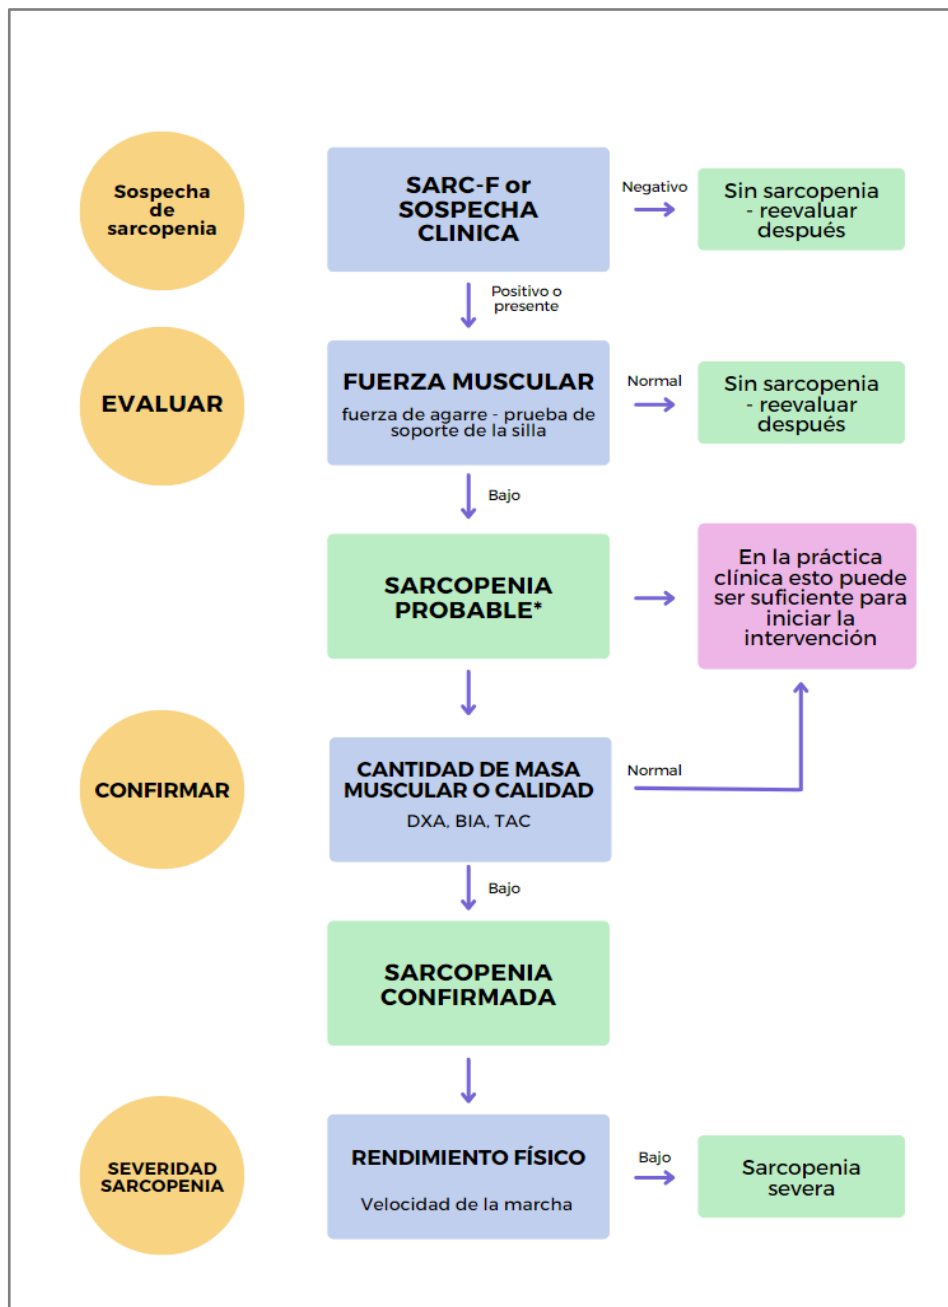 Sospecha
de
sarcopenia
SARC-F or
SOSPECHA
CLINICA
Negativo
Sin sarcopenia
- reevaluar
después
Positivo o
presente
EVALUAR
FUERZA MUSCULAR
fuerza de agarre - prueba de
soporte de la silla
Normal
Sin sarcopenia
- reevaluar
después
Bajo
SARCOPENIA
PROBABLE*
En la práctica
clínica esto puede
ser suficiente para
iniciar la
intervención
CONFIRMAR
CANTIDAD DE MASA
MUSCULAR O CALIDAD
DXA, BIA, TAC
Normal
Bajo
SARCOPENIA
CONFIRMADA
SEVERIDAD
SARCOPENIA
RENDIMIENTO FÍSICO
Velocidad de la marcha
Bajo
Sarcopenia
severa